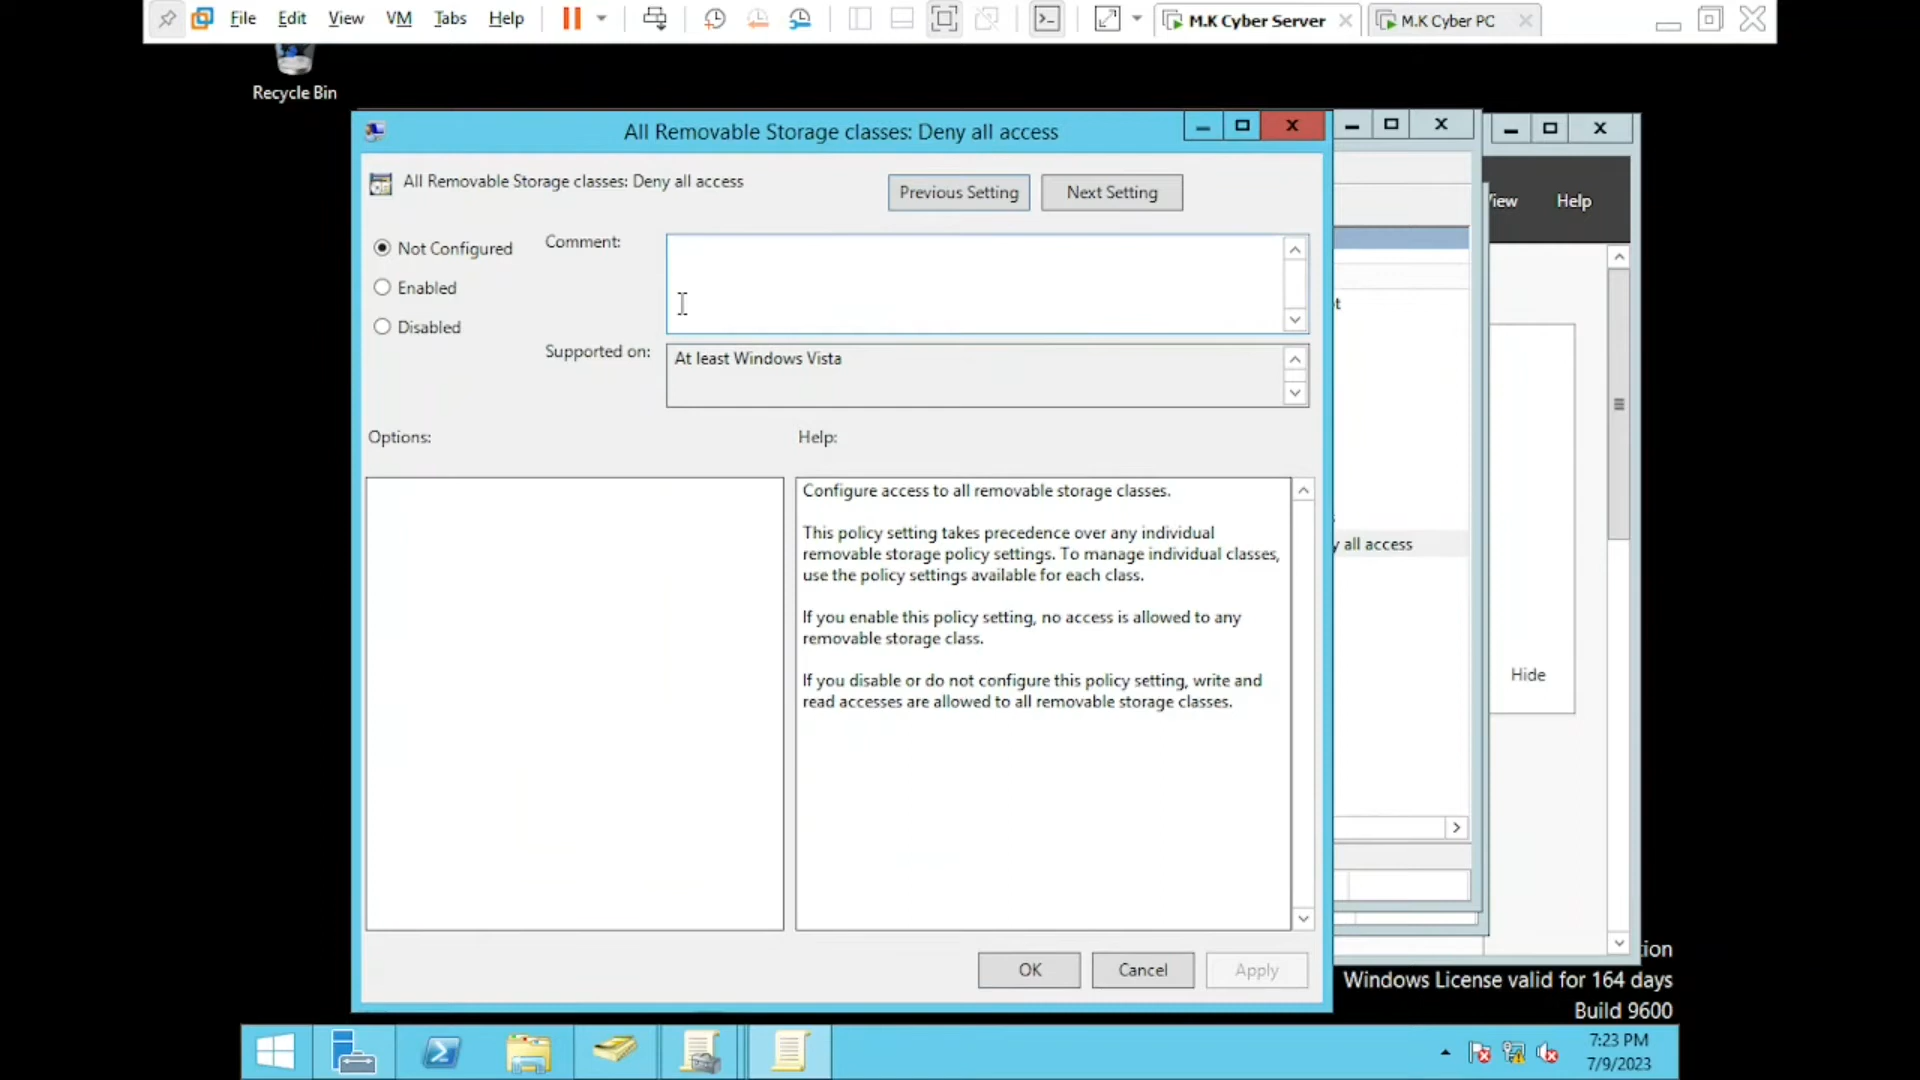 File Edit View VM Tabs Help
M.K Cyber Server
M.K Cyber PC
Recycle Bin
All Removable Storage classes: Deny all access
All Removable Storage classes: Deny all access
Previous Setting
Next Setting
Not Configured
Enabled
Disabled
Comment:
Supported on:
At least Windows Vista
Options:
Help:
Configure access to all removable storage classes.
This policy setting takes precedence over any individual
removable storage policy settings. To manage individual classes,
use the policy settings available for each class.
If you enable this policy setting, no access is allowed to any
removable storage class.
If you disable or do not configure this policy setting, write and
read accesses are allowed to all removable storage classes.
OK
Cancel
Apply
Help
all access
Hide
Windows License valid for 164 days
Build 9600
7:23 PM
7/9/2023